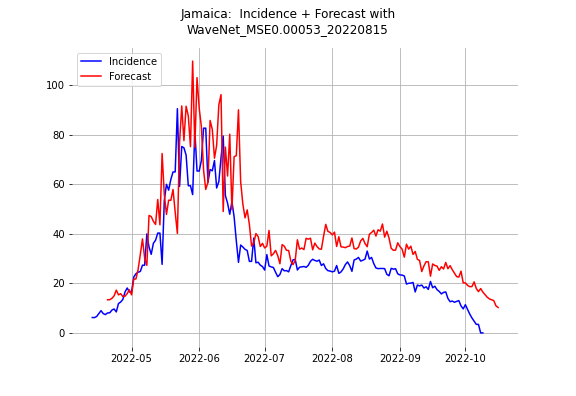 Jamaica:  Incidence + Forecast with
WaveNet_MSE0.00053_20220815
Incidence
Forecast
100
80
60
40
20
0
2022-05 2022-06 2022-07 2022-08 2022-09 2022-10